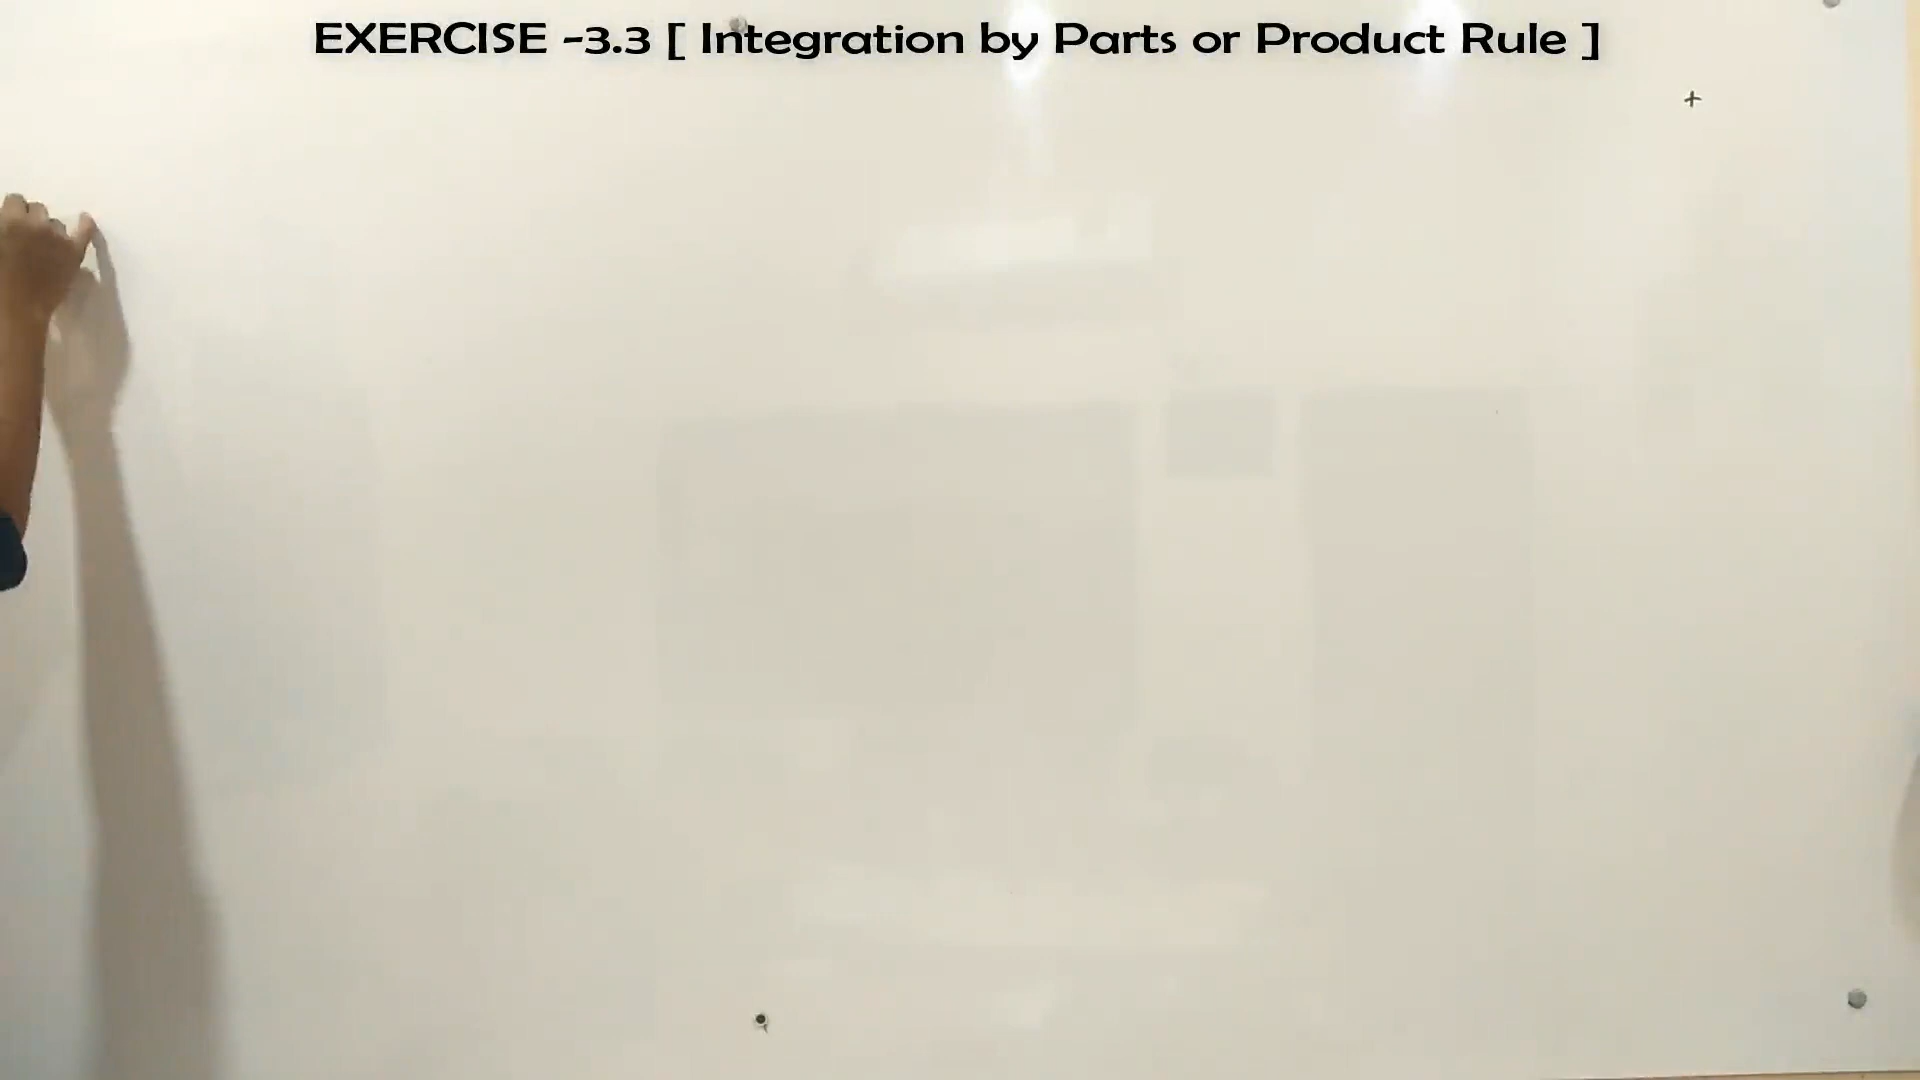 EXERCISE -3.3 [ Integration by Parts or Product Rule ]
+